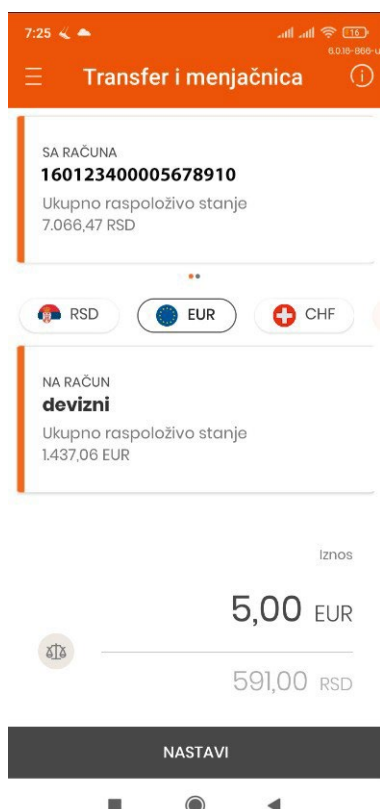 7:25
16
6.0.16-866-u
Transfer i menjačnica
SA RAČUNA
160123400005678910
Ukupno raspoloživo stanje
7.066,47 RSD
RSD EUR CHF
NA RAČUN
devizni
Ukupno raspoloživo stanje
1.437,06 EUR
Iznos
5,00 EUR
591,00 RSD
NASTAVI